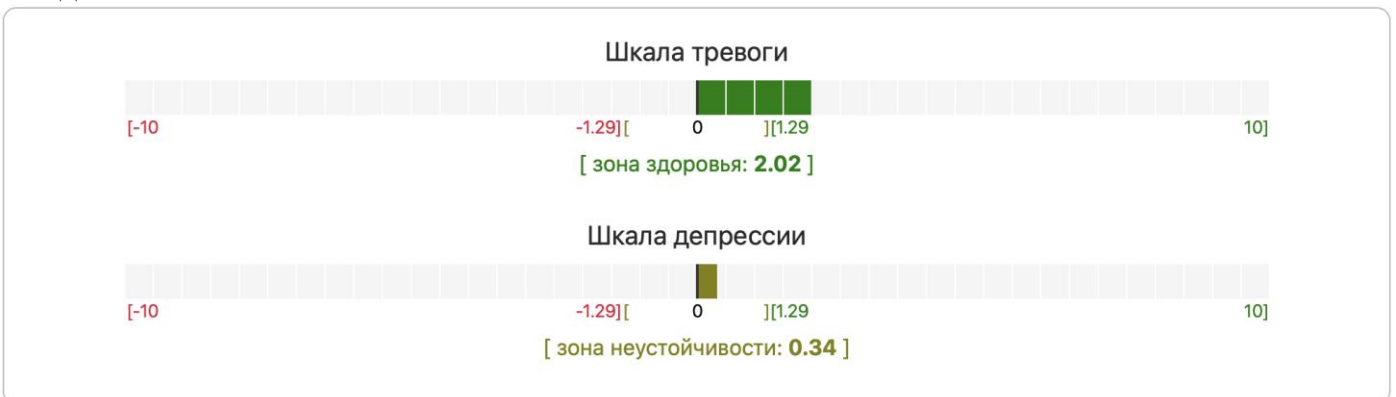 Шкала тревоги
[-10 -1.29][ 0 ][1.29 10]
[ зона здоровья: 2.02 ]
Шкала депрессии
[-10 -1.29][ 0 ][1.29 10]
[ зона неустойчивости: 0.34 ]